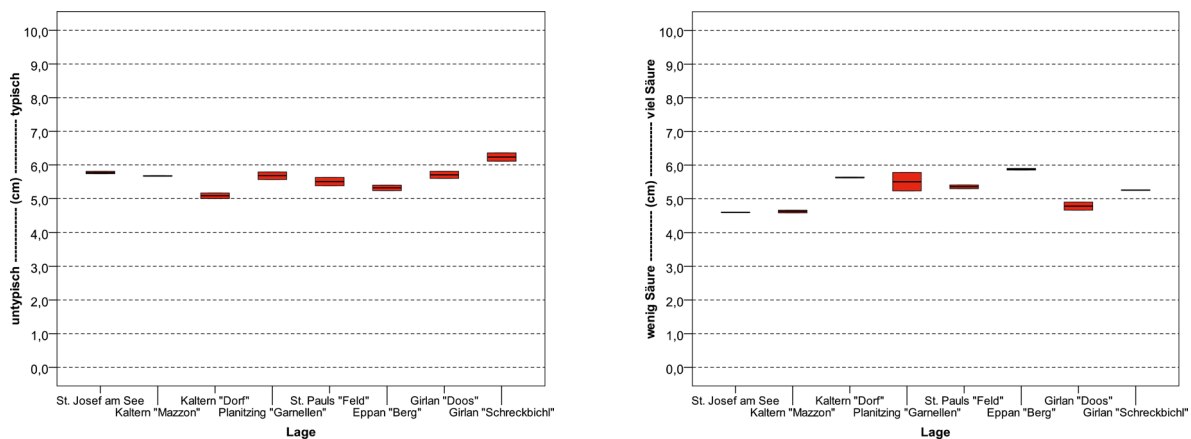 10,0
9,0
8,0
7,0
6,0
5,0
4,0
3,0
2,0
1,0
0,0
untypisch -------------- (cm) -------------- typisch
St. Josef am See
Kaltern "Mazzon"
Kaltern "Dorf"
Planitzing "Garnellen"
St. Pauls "Feld"
Eppan "Berg"
Girlan "Doos"
Girlan "Schreckbichl"
Lage
10,0
9,0
8,0
7,0
6,0
5,0
4,0
3,0
2,0
1,0
0,0
wenig Säure -------------- (cm) -------------- viel Säure
St. Josef am See
Kaltern "Mazzon"
Kaltern "Dorf"
Planitzing "Garnellen"
St. Pauls "Feld"
Eppan "Berg"
Girlan "Doos"
Girlan "Schreckbichl"
Lage